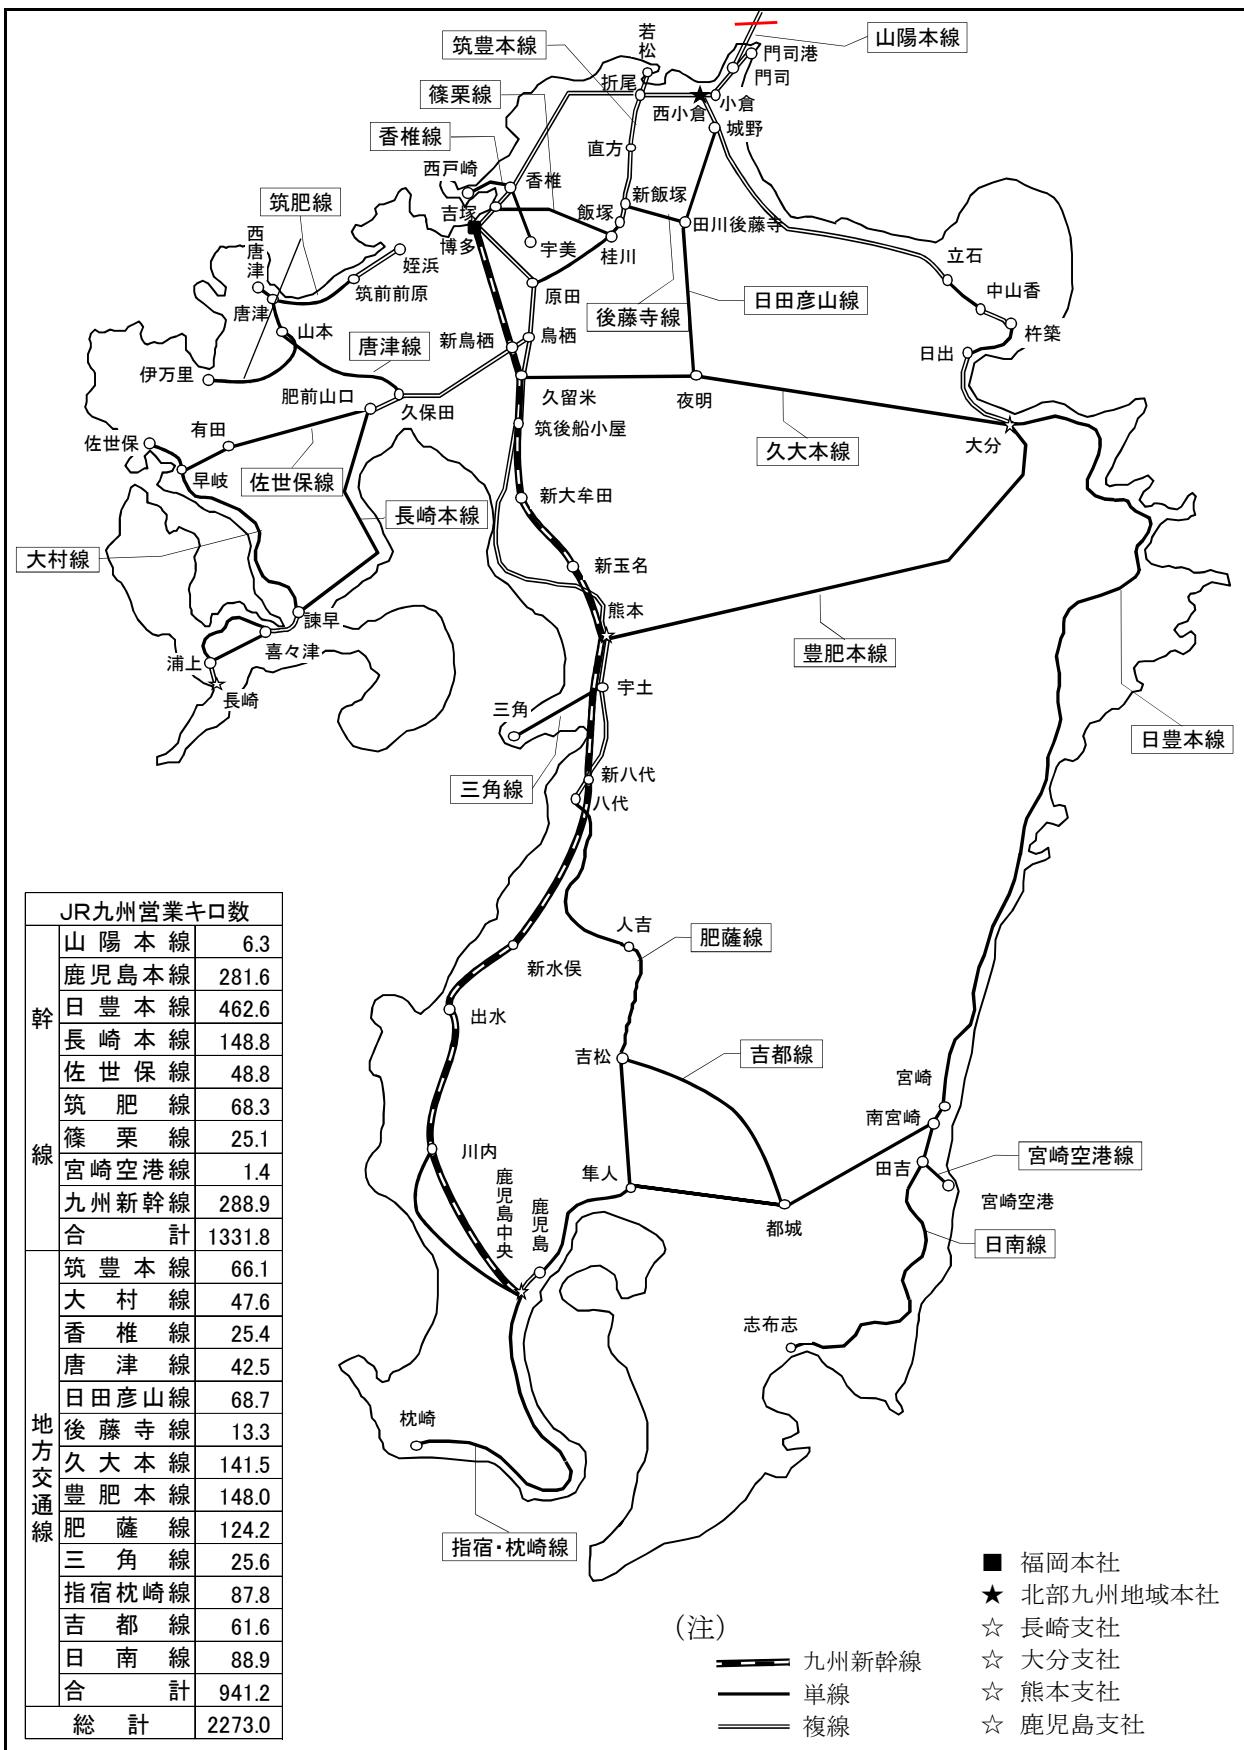 若松
山陽本線
筑豊本線
門司港
門司
折尾
篠栗線
小倉
西小倉
城野
香椎線
直方
西戸崎
香椎
新飯塚
筑肥線
吉塚
飯塚
田川後藤寺
博多
宇美
桂川
西唐津
姪浜
立石
筑前前原
原田
中山香
唐津
後藤寺線
日田彦山線
山本
新鳥栖
鳥栖
杵築
唐津線
日出
伊万里
肥前山口
久保田
久留米
夜明
筑後船小屋
佐世保
有田
久大本線
大分
早岐
佐世保線
新大牟田
長崎本線
大村線
新玉名
熊本
諫早
喜々津
豊肥本線
浦上
長崎
宇土
三角
日豊本線
三角線
新八代
八代
人吉
肥薩線
新水俣
出水
吉松
吉都線
宮崎
南宮崎
川内
田吉
宮崎空港線
隼人
宮崎空港
鹿児島中央
鹿児島
都城
日南線
志布志
枕崎
指宿・枕崎線
JR九州営業キロ数
幹線
山陽本線 6.3
鹿児島本線 281.6
日豊本線 462.6
長崎本線 148.8
佐世保線 48.8
筑肥線 68.3
篠栗線 25.1
宮崎空港線 1.4
九州新幹線 288.9
合計 1331.8
地方交通線
筑豊本線 66.1
大村線 47.6
香椎線 25.4
唐津線 42.5
日田彦山線 68.7
後藤寺線 13.3
久大本線 141.5
豊肥本線 148.0
肥薩線 124.2
三角線 25.6
指宿枕崎線 87.8
吉都線 61.6
日南線 88.9
合計 941.2
総計 2273.0
(注)
九州新幹線
単線
複線
■ 福岡本社
★ 北部九州地域本社
☆ 長崎支社
☆ 大分支社
☆ 熊本支社
☆ 鹿児島支社